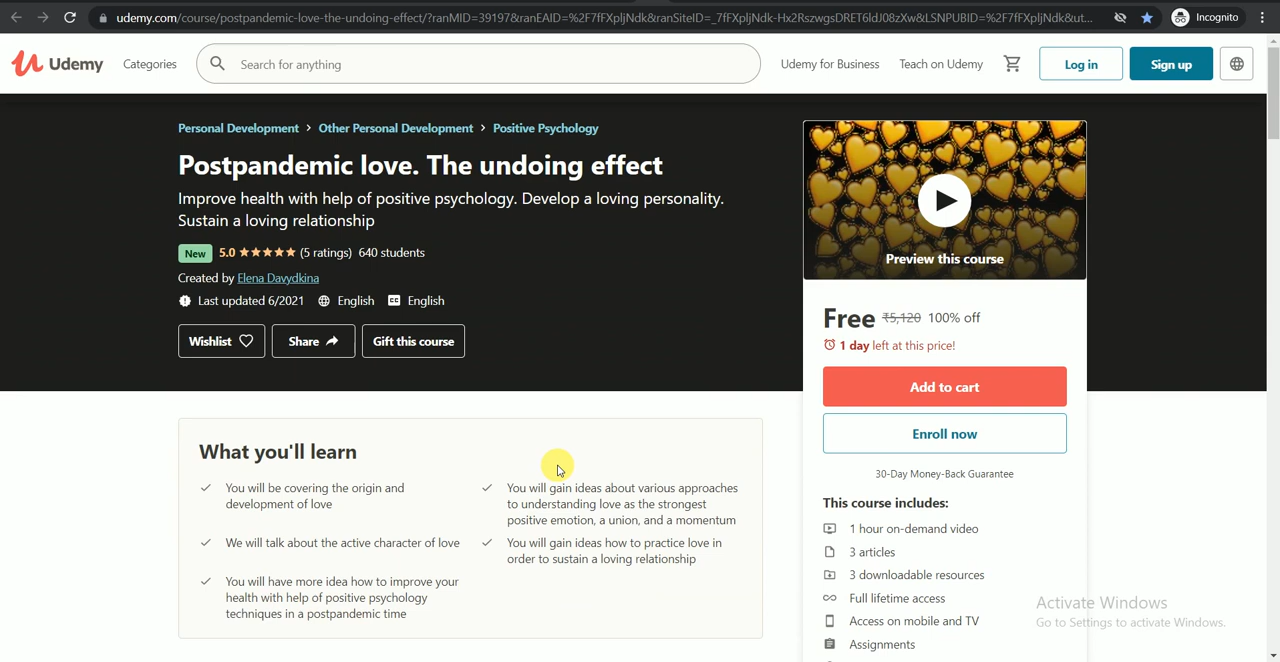 udemy.com/course/postpandemic-love-the-undoing-effect/?ranMID=39197&ranEAID=%2F7fFXpljNdk&ranSiteID=_7fFXpljNdk-Hx2RszwgsDRET6ldJ08zXw&LSNPUBID=%2F7fFXpljNdk&ut...
Incognito
Udemy
Categories
Search for anything
Udemy for Business
Teach on Udemy
Log in
Sign up
Personal Development > Other Personal Development > Positive Psychology
Postpandemic love. The undoing effect
Improve health with help of positive psychology. Develop a loving personality.
Sustain a loving relationship
New 5.0 (5 ratings) 640 students
Created by Elena Davydkina
Last updated 6/2021 English CC English
Wishlist
Share
Gift this course
Preview this course
Free ₹5,120 100% off
1 day left at this price!
Add to cart
Enroll now
30-Day Money-Back Guarantee
This course includes:
1 hour on-demand video
3 articles
3 downloadable resources
Full lifetime access
Access on mobile and TV
Assignments
What you'll learn
You will be covering the origin and
development of love
You will gain ideas about various approaches
to understanding love as the strongest
positive emotion, a union, and a momentum
We will talk about the active character of love
You will gain ideas how to practice love in
order to sustain a loving relationship
You will have more idea how to improve your
health with help of positive psychology
techniques in a postpandemic time
Activate Windows
Go to Settings to activate Windows.